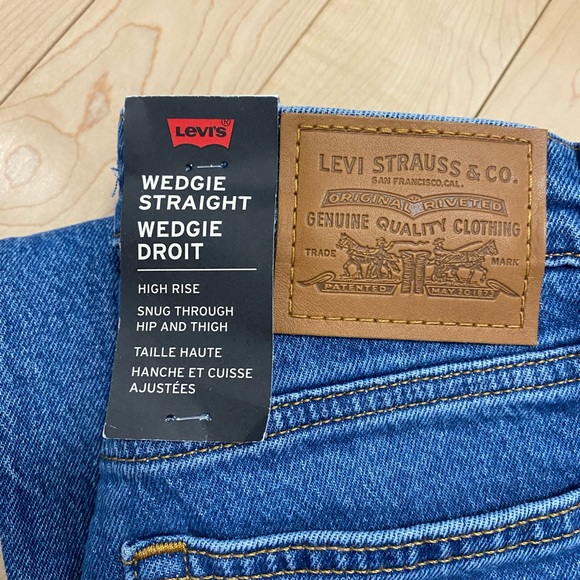 LEVI'S®
WEDGIE
STRAIGHT
WEDGIE
DROIT
HIGH RISE
SNUG THROUGH
HIP AND THIGH
TAILLE HAUTE
HANCHE ET CUISSE
AJUSTÉES
LEVI STRAUSS & CO.
SAN FRANCISCO, CAL.
ORIGINAL RIVETED
GENUINE QUALITY CLOTHING
TRADE MARK
PATENTED MAY 20 1873